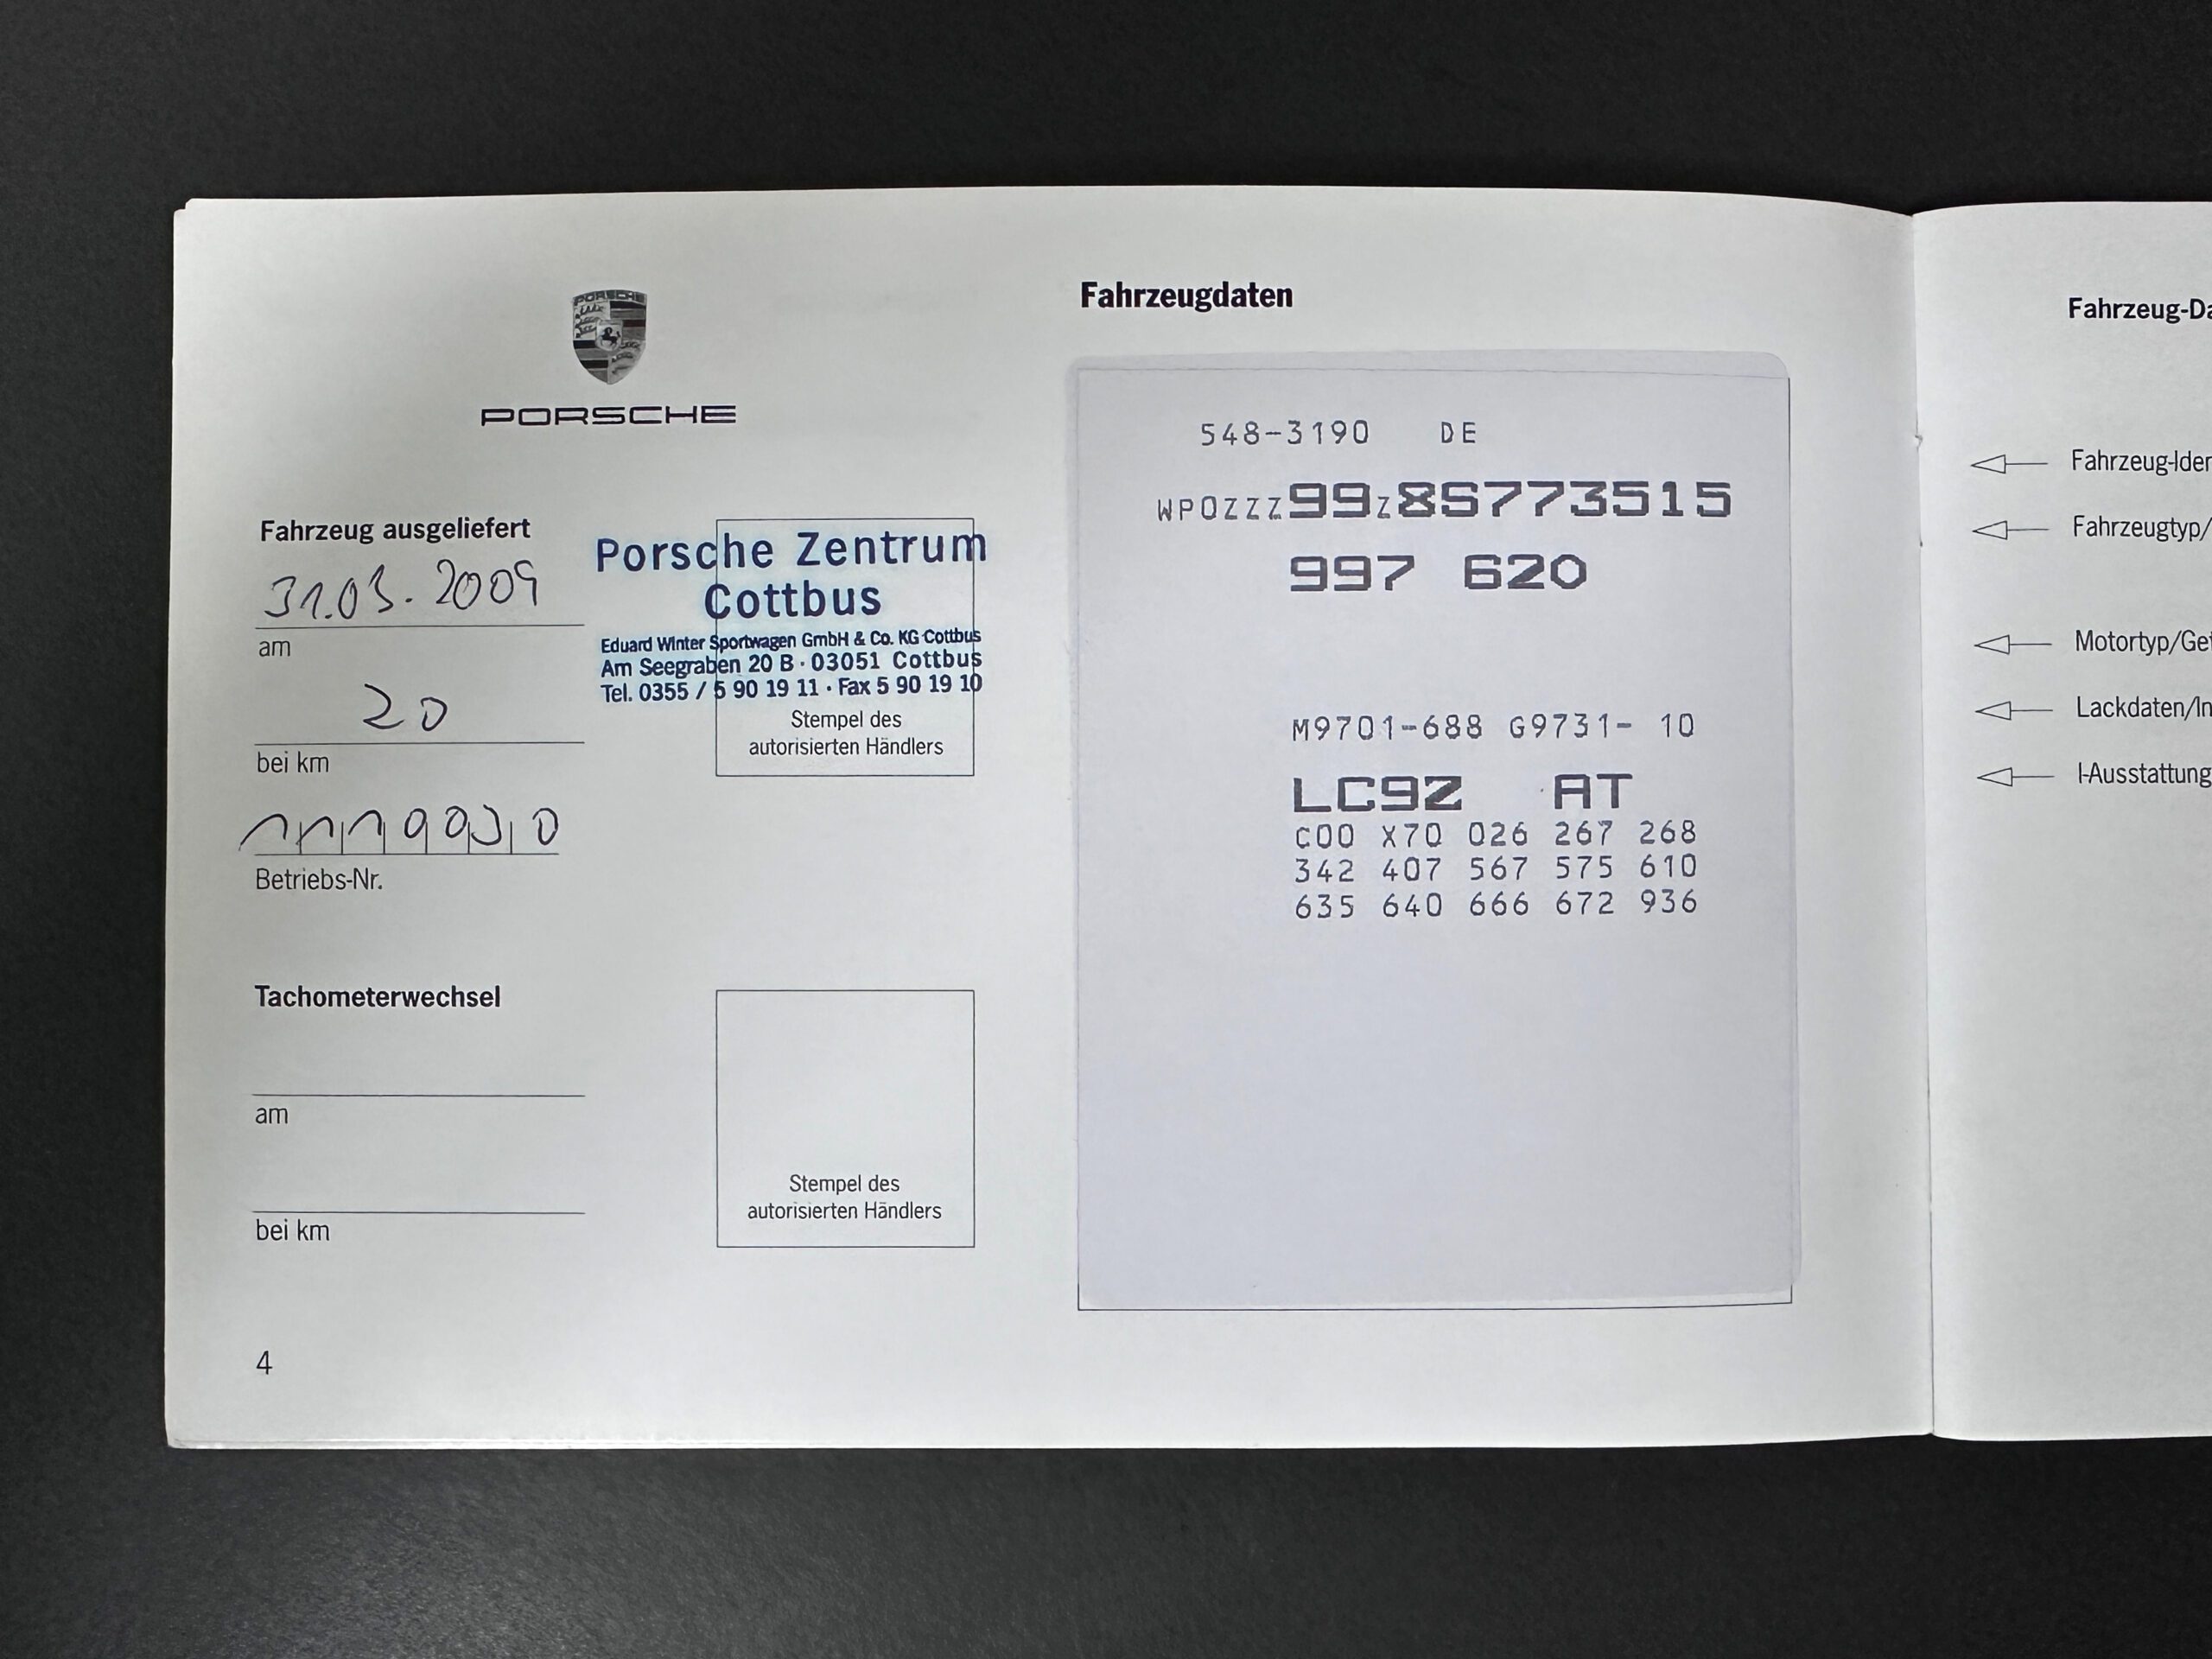 PORSCHE
PORSCHE
Fahrzeug ausgeliefert
31.03.2009
am
20
bei km
Betriebs-Nr.
Porsche Zentrum
Cottbus
Eduard Winter Sportwagen GmbH & Co. KG Cottbus
Am Seegraben 20 B · 03051 Cottbus
Tel. 0355 / 5 90 19 11 · Fax 5 90 19 10
Stempel des
autorisierten Händlers
Tachometerwechsel
am
bei km
Stempel des
autorisierten Händlers
4
Fahrzeugdaten
548-3190 DE
WP0ZZZ99Z8S773515
997 620
M9701-688 G9731- 10
LC9Z AT
C00 X70 026 267 268
342 407 567 575 610
635 640 666 672 936
Fahrzeug-Da
Fahrzeug-Iden
Fahrzeugtyp/
Motortyp/Get
Lackdaten/In
I-Ausstattung